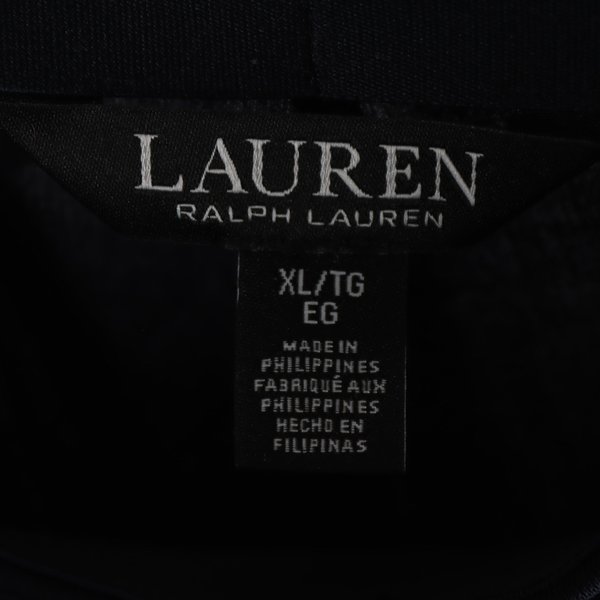 LAUREN
RALPH LAUREN
XL/TG
EG
MADE IN
PHILIPPINES
FABRIQUÉ AUX
PHILIPPINES
HECHO EN
FILIPINAS